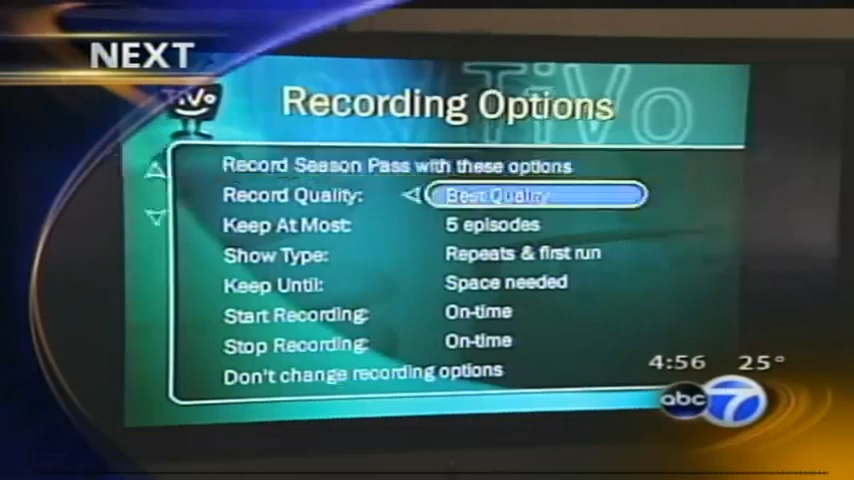 NEXT
TiVo
TiVo
Recording Options
Record Season Pass with these options
Record Quality: Best Quality
Keep At Most: 5 episodes
Show Type: Repeats & first run
Keep Until: Space needed
Start Recording: On-time
Stop Recording: On-time
Don't change recording options
4:56 25°
abc 7